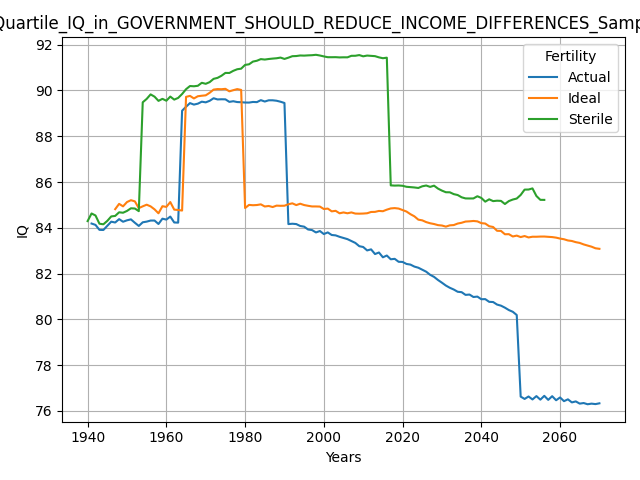 Quartile_IQ_in_GOVERNMENT_SHOULD_REDUCE_INCOME_DIFFERENCES_Samp
92
90
88
86
84
82
80
78
76
IQ
Fertility
Actual
Ideal
Sterile
1940 1960 1980 2000 2020 2040 2060
Years